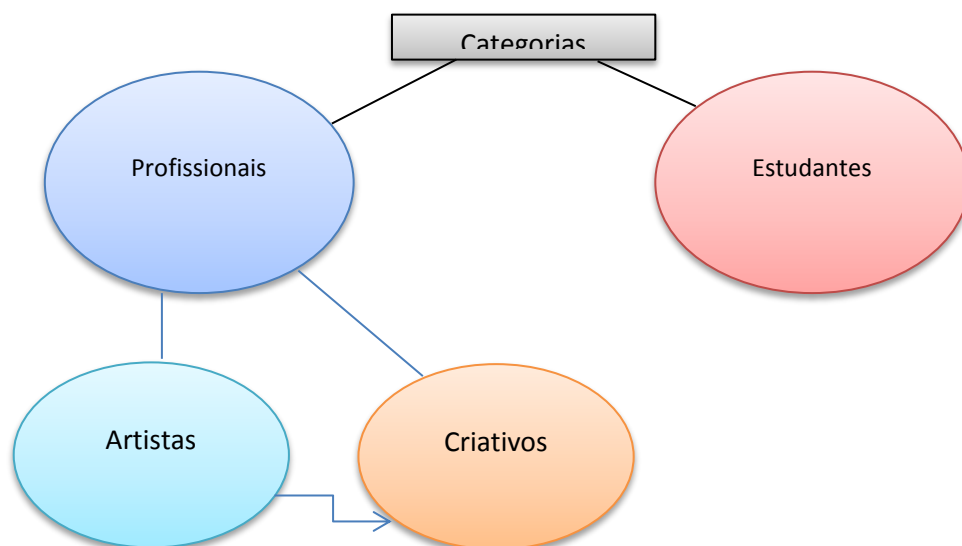 Categorias
Profissionais
Estudantes
Artistas
Criativos